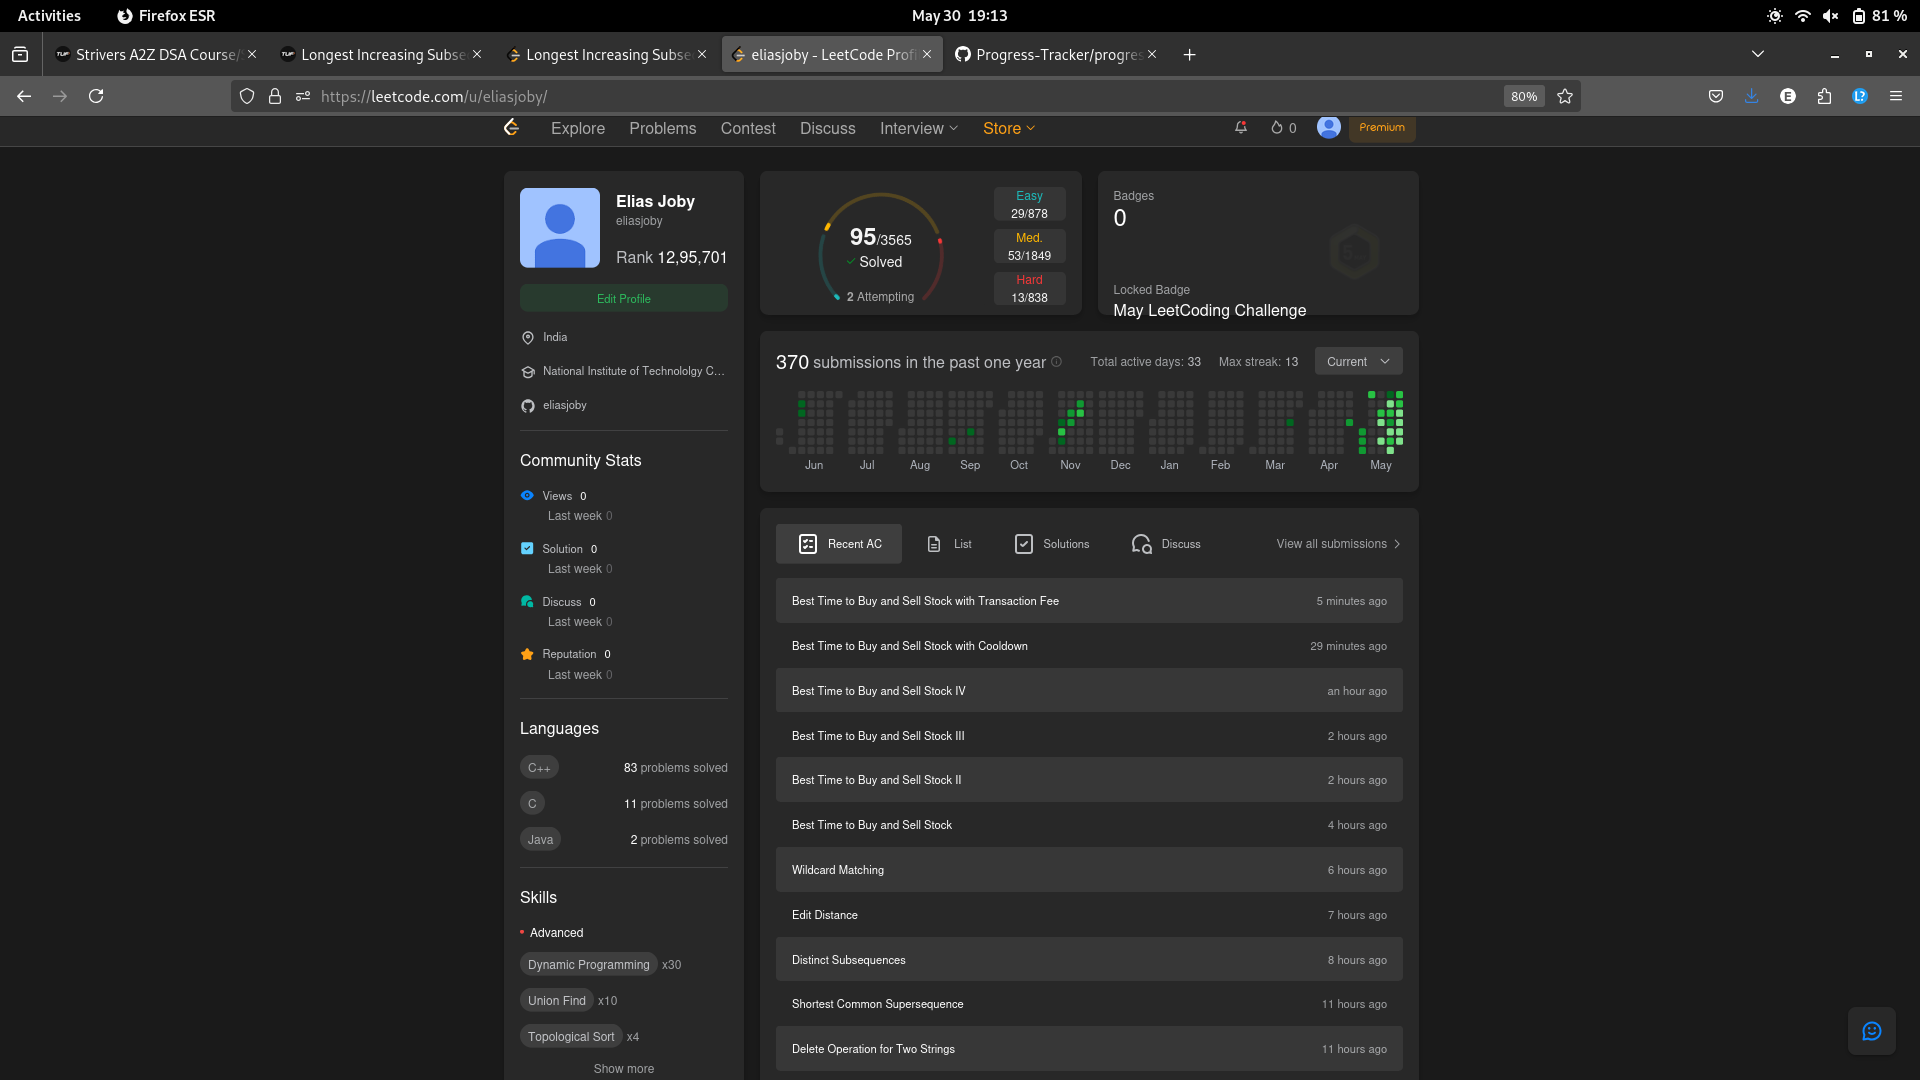 Activities
Firefox ESR
May 30 19:13
81 %
Strivers A2Z DSA Course/
Longest Increasing Subse
Longest Increasing Subse
eliasjoby - LeetCode Profi
Progress-Tracker/progres
https://leetcode.com/u/eliasjoby/
80%
Explore
Problems
Contest
Discuss
Interview
Store
0
Premium
Elias Joby
eliasjoby
Rank 12,95,701
Edit Profile
India
National Institute of Technololgy C...
eliasjoby
Community Stats
Views 0
Last week 0
Solution 0
Last week 0
Discuss 0
Last week 0
Reputation 0
Last week 0
Languages
C++ 83 problems solved
C 11 problems solved
Java 2 problems solved
Skills
Advanced
Dynamic Programming x30
Union Find x10
Topological Sort x4
Show more
95/3565
Solved
2 Attempting
Easy
29/878
Med.
53/1849
Hard
13/838
Badges
0
Locked Badge
May LeetCoding Challenge
370 submissions in the past one year
Total active days: 33
Max streak: 13
Current
Jun Jul Aug Sep Oct Nov Dec Jan Feb Mar Apr May
Recent AC
List
Solutions
Discuss
View all submissions
Best Time to Buy and Sell Stock with Transaction Fee 5 minutes ago
Best Time to Buy and Sell Stock with Cooldown 29 minutes ago
Best Time to Buy and Sell Stock IV an hour ago
Best Time to Buy and Sell Stock III 2 hours ago
Best Time to Buy and Sell Stock II 2 hours ago
Best Time to Buy and Sell Stock 4 hours ago
Wildcard Matching 6 hours ago
Edit Distance 7 hours ago
Distinct Subsequences 8 hours ago
Shortest Common Supersequence 11 hours ago
Delete Operation for Two Strings 11 hours ago